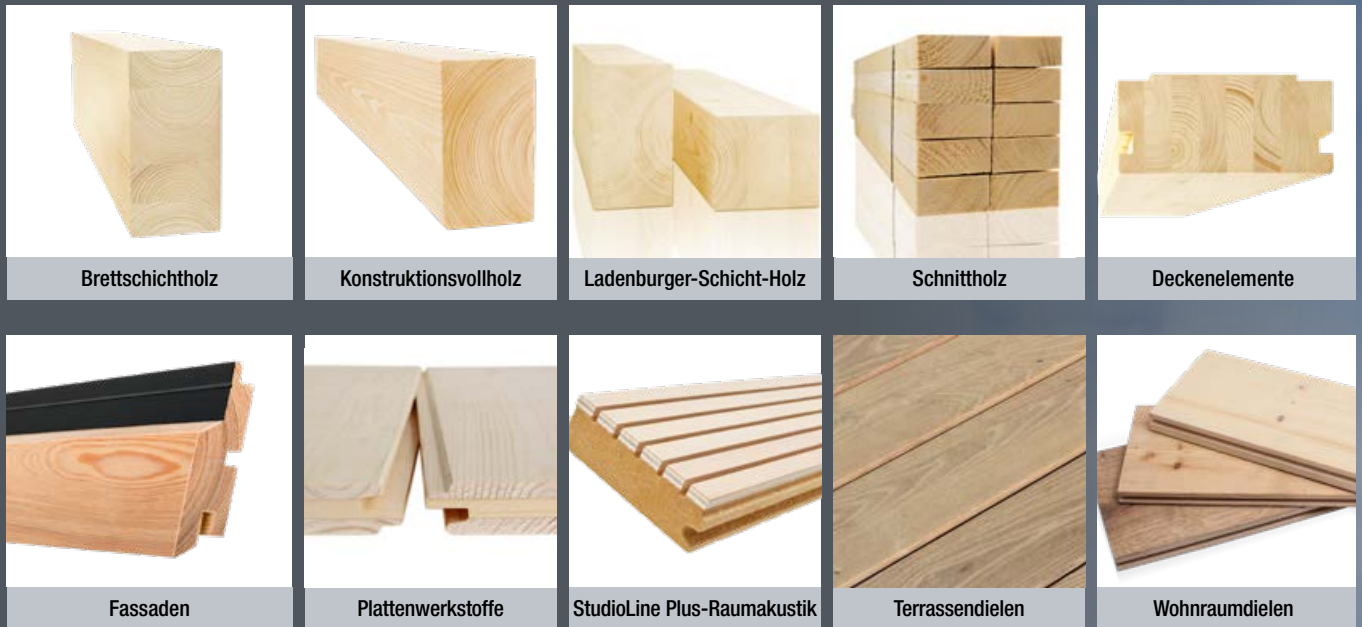 Brettschichtholz
Konstruktionsvollholz
Ladenburger-Schicht-Holz
Schnittholz
Deckenelemente
Fassaden
Plattenwerkstoffe
StudioLine Plus-Raumakustik
Terrassendielen
Wohnraumdielen